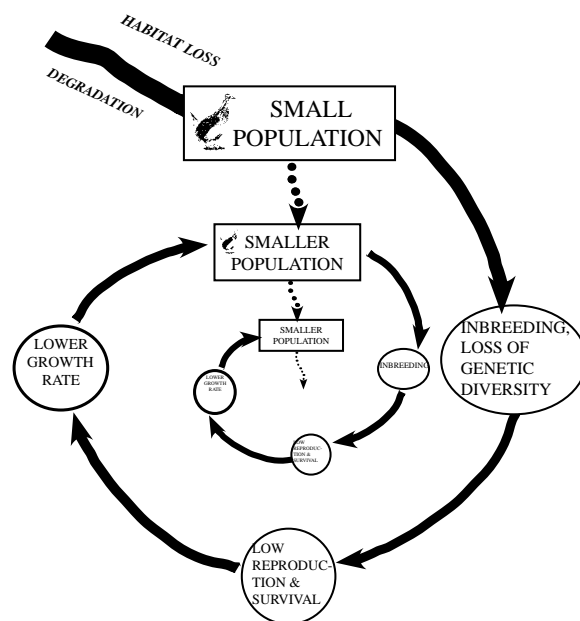 HABITAT LOSS
DEGRADATION
SMALL
POPULATION
SMALLER
POPULATION
SMALLER
POPULATION
INBREEDING,
LOSS OF
GENETIC
DIVERSITY
INBREEDING
LOWER
GROWTH
RATE
LOWER
GROWTH
RATE
LOW
REPRODUC-
TION &
SURVIVAL
LOW
REPRODUC-
TION &
SURVIVAL